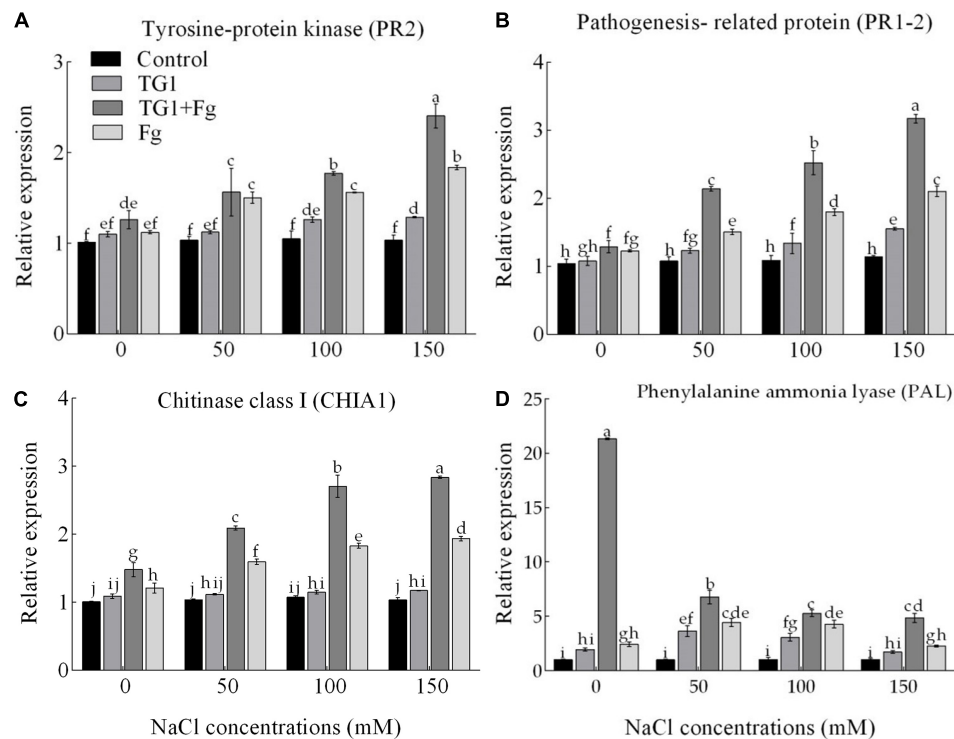 A
Tyrosine-protein kinase (PR2)
Relative expression
3
2
1
0
Control
TG1
TG1+Fg
Fg
f ef de ef
f ef c c
f de b c
f d a b
0 50 100 150
B
Pathogenesis- related protein (PR1-2)
Relative expression
4
3
2
1
0
h gh f fg
h fg c e
h f b d
h e a c
0 50 100 150
C
Chitinase class I (CHIA1)
Relative expression
4
3
2
1
0
j ij g h
j hij c f
ij hi b e
j hi a d
0 50 100 150
NaCl concentrations (mM)
D
Phenylalanine ammonia lyase (PAL)
Relative expression
25
20
15
10
5
0
i hi a gh
i ef b cde
i fg c de
i hi cd gh
0 50 100 150
NaCl concentrations (mM)